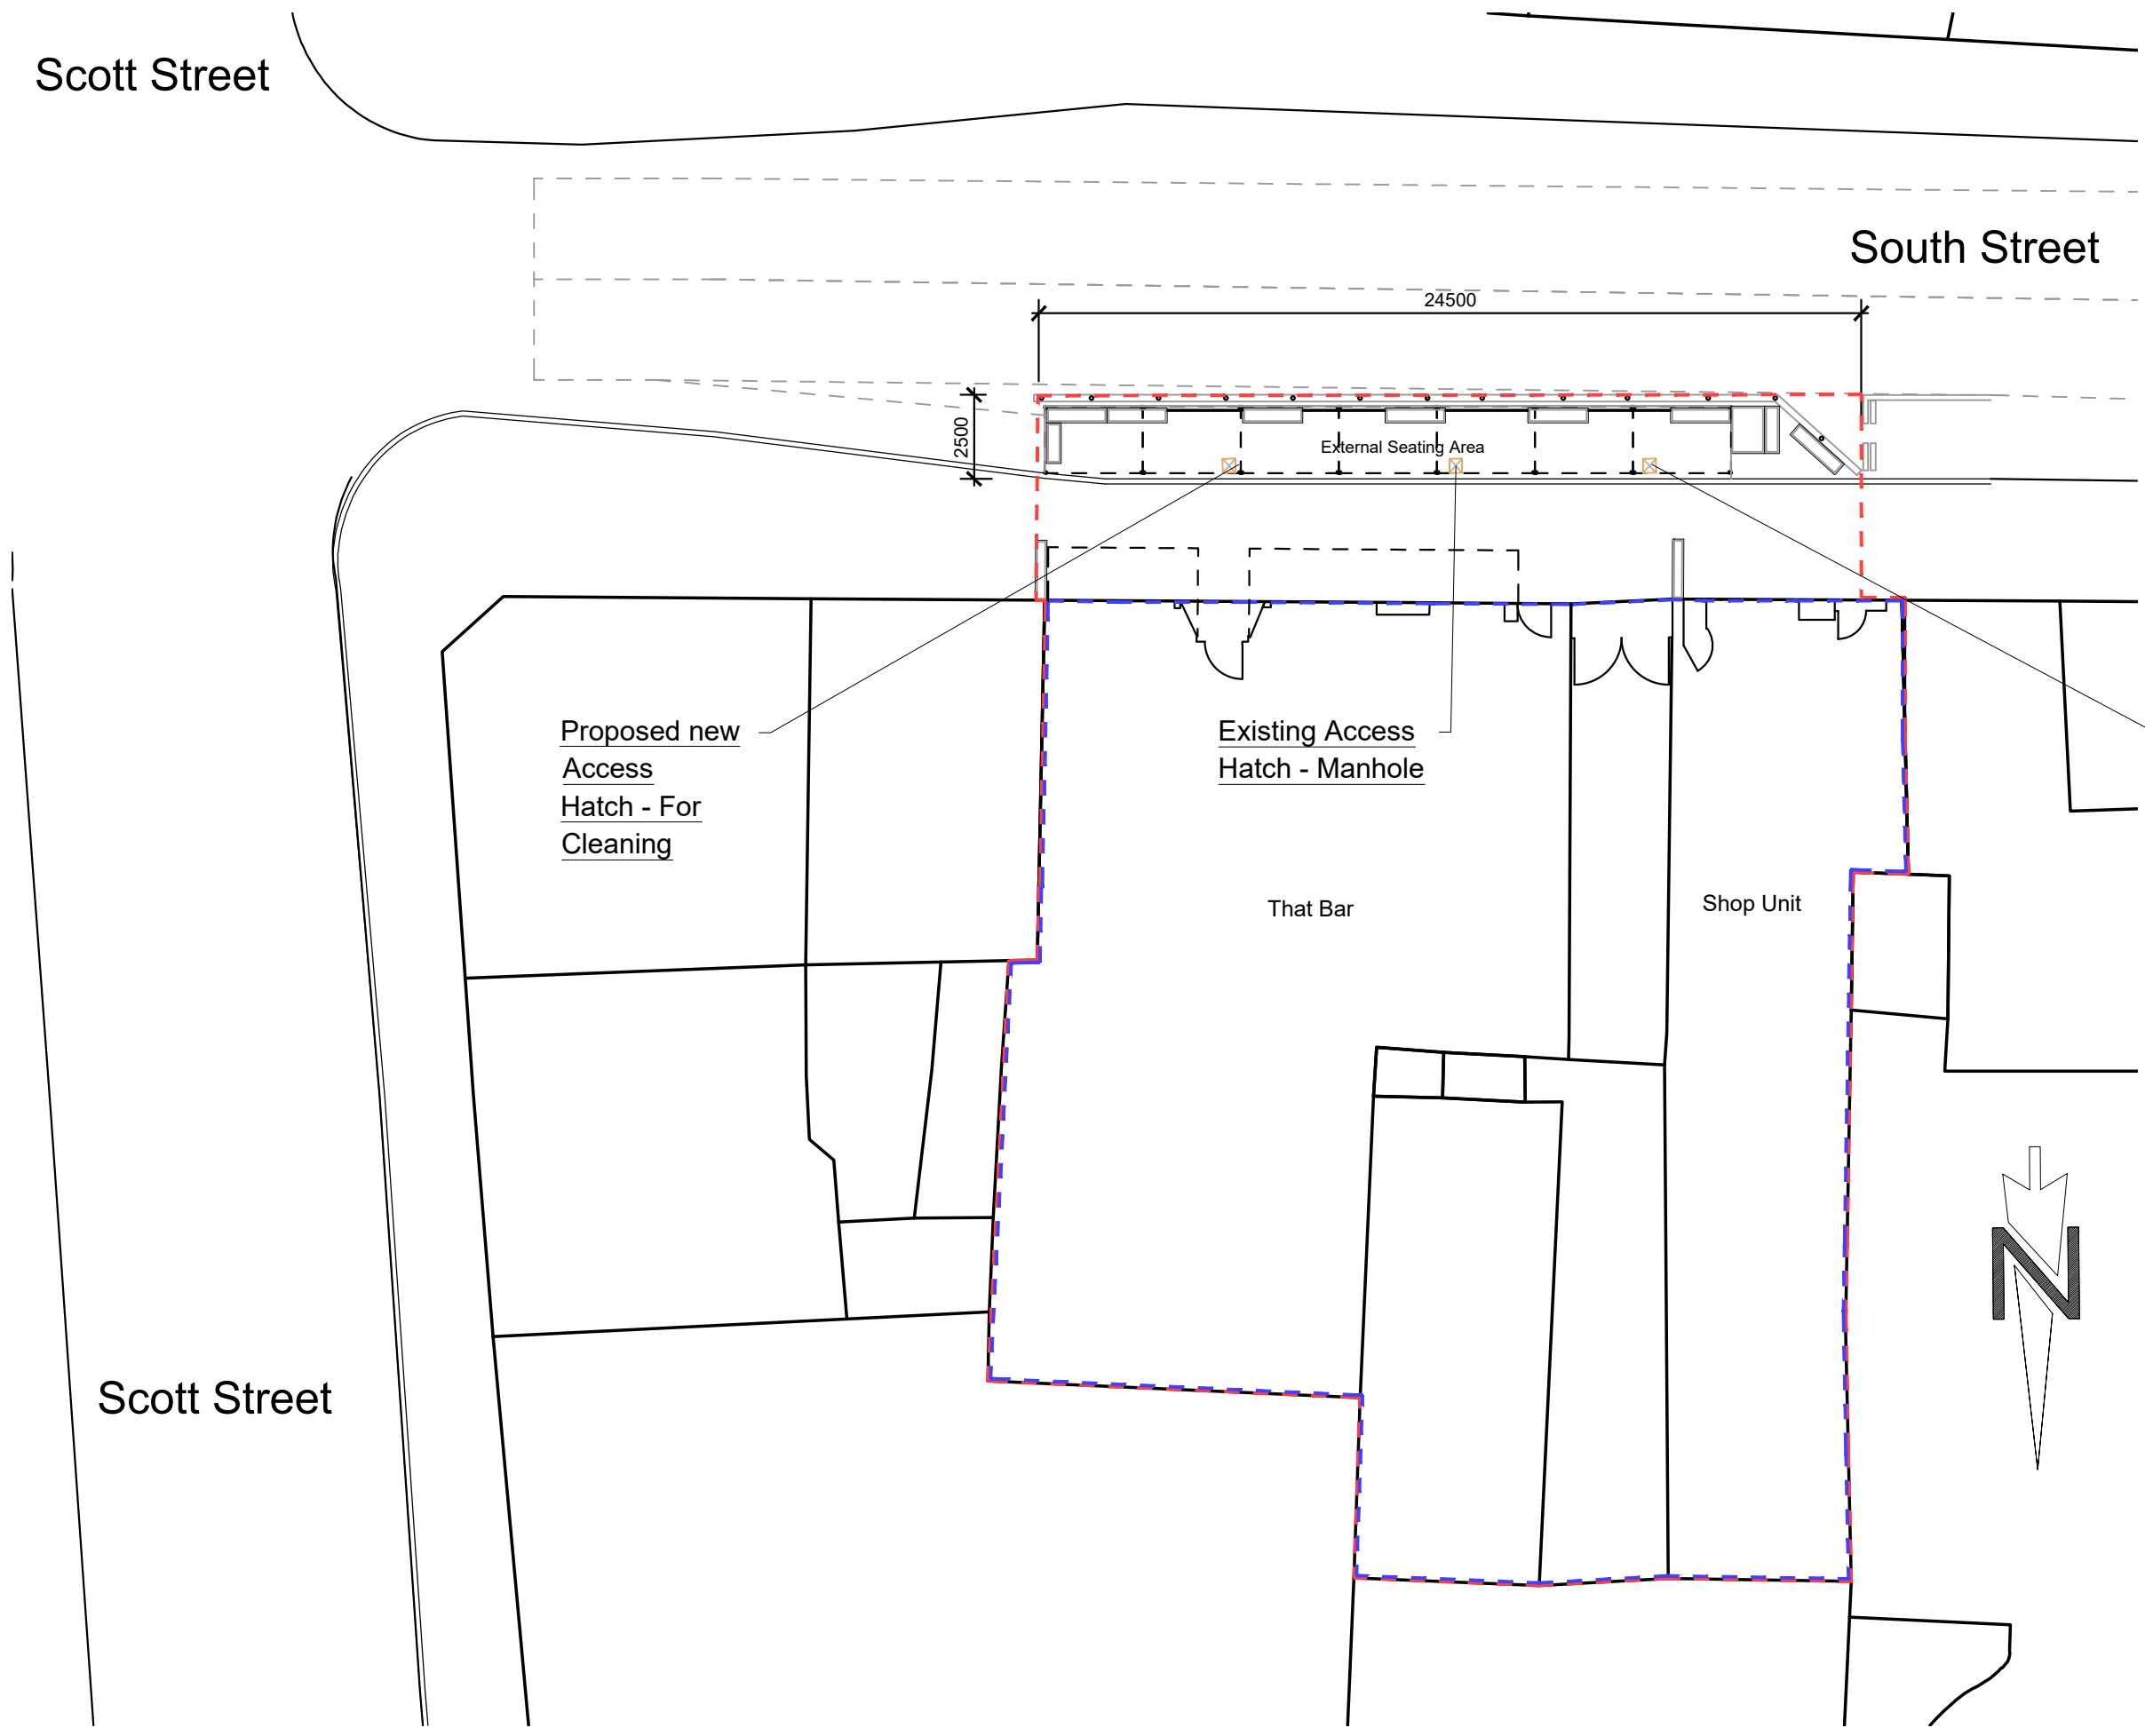 Scott Street
South Street
24500
2500
External Seating Area
Proposed new
Access
Hatch - For
Cleaning
Existing Access
Hatch - Manhole
That Bar
Shop Unit
N
Scott Street